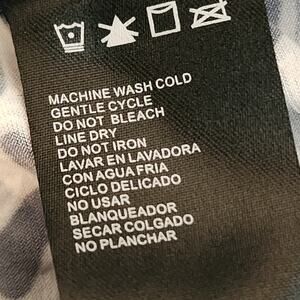 MACHINE WASH COLD
GENTLE CYCLE
DO NOT BLEACH
LINE DRY
DO NOT IRON
LAVAR EN LAVADORA
CON AGUA FRIA
CICLO DELICADO
NO USAR
BLANQUEADOR
SECAR COLGADO
NO PLANCHAR